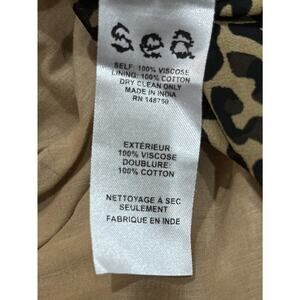 sea
SELF: 100% VISCOSE
LINING: 100% COTTON
DRY CLEAN ONLY
MADE IN INDIA
RN 148750
EXTÉRIEUR:
100% VISCOSE
DOUBLURE:
100% COTTON
NETTOYAGE À SEC
SEULEMENT
FABRIQUE EN INDE